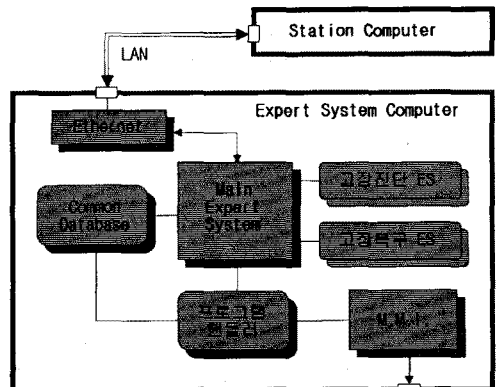 Station Computer
LAN
Expert System Computer
Ethernet
Main
Expert
System
고장진단 ES
Common
Database
고장복구 ES
프로그램
핸들러
M.M.I.